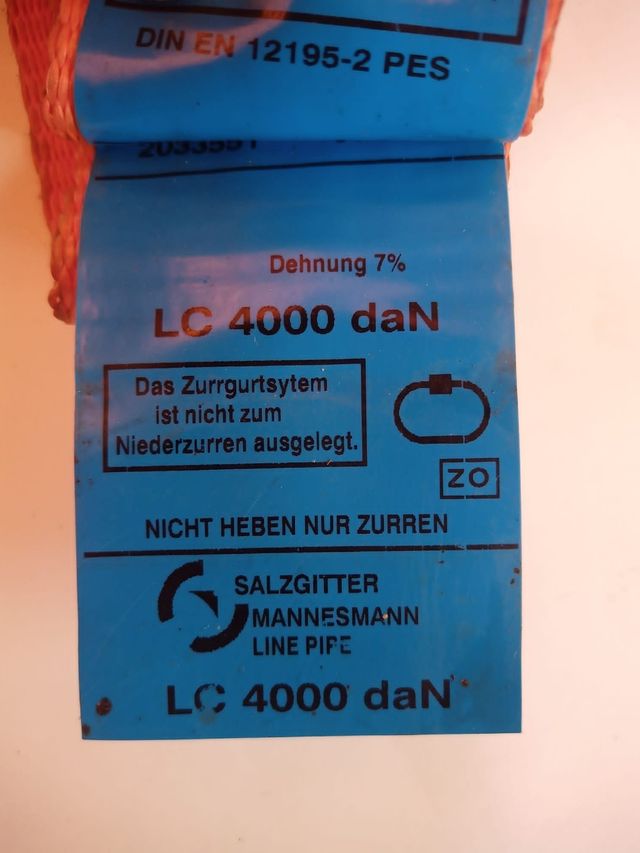 DIN EN 12195-2 PES
2033551
Dehnung 7%
LC 4000 daN
Das Zurrgurtsytem
ist nicht zum
Niederzurren ausgelegt.
ZO
NICHT HEBEN NUR ZURREN
SALZGITTER
MANNESMANN
LINE PIPE
LC 4000 daN